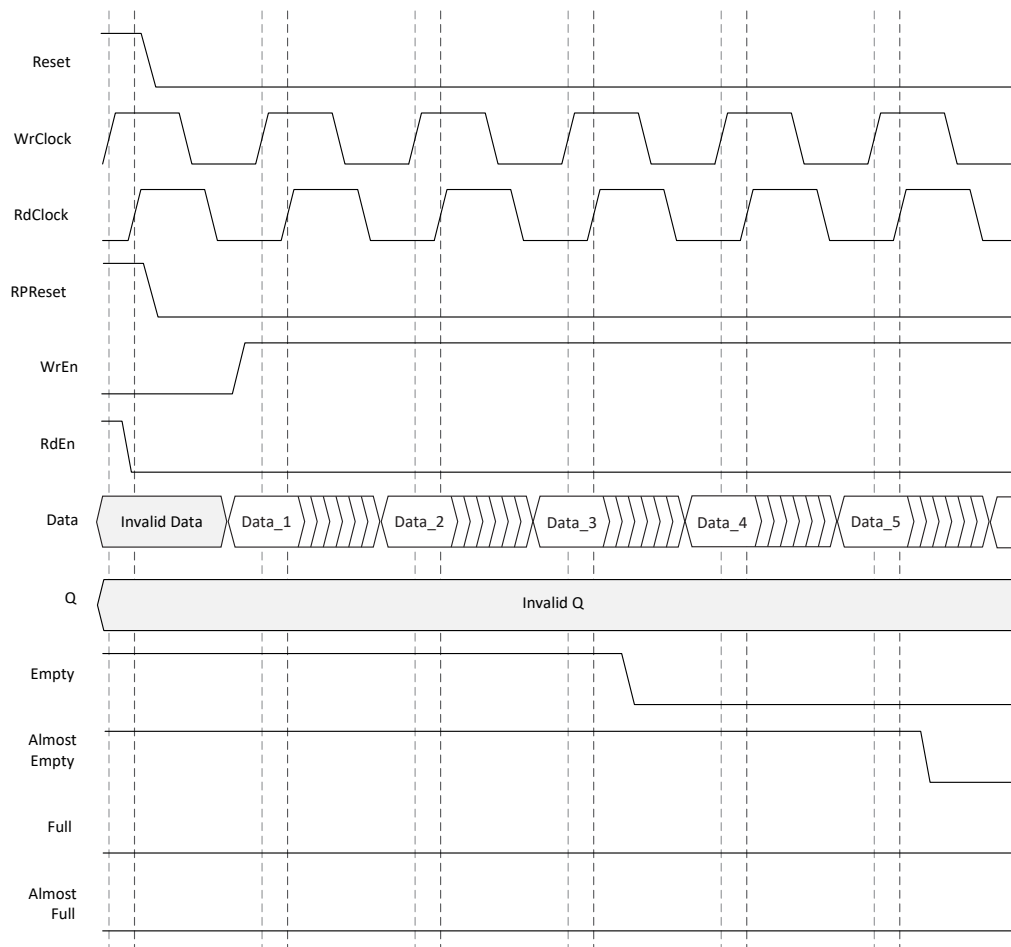 Reset
WrClock
RdClock
RPReset
WrEn
RdEn
Data
Invalid Data
Data_1
Data_2
Data_3
Data_4
Data_5
Q
Invalid Q
Empty
Almost
Empty
Full
Almost
Full